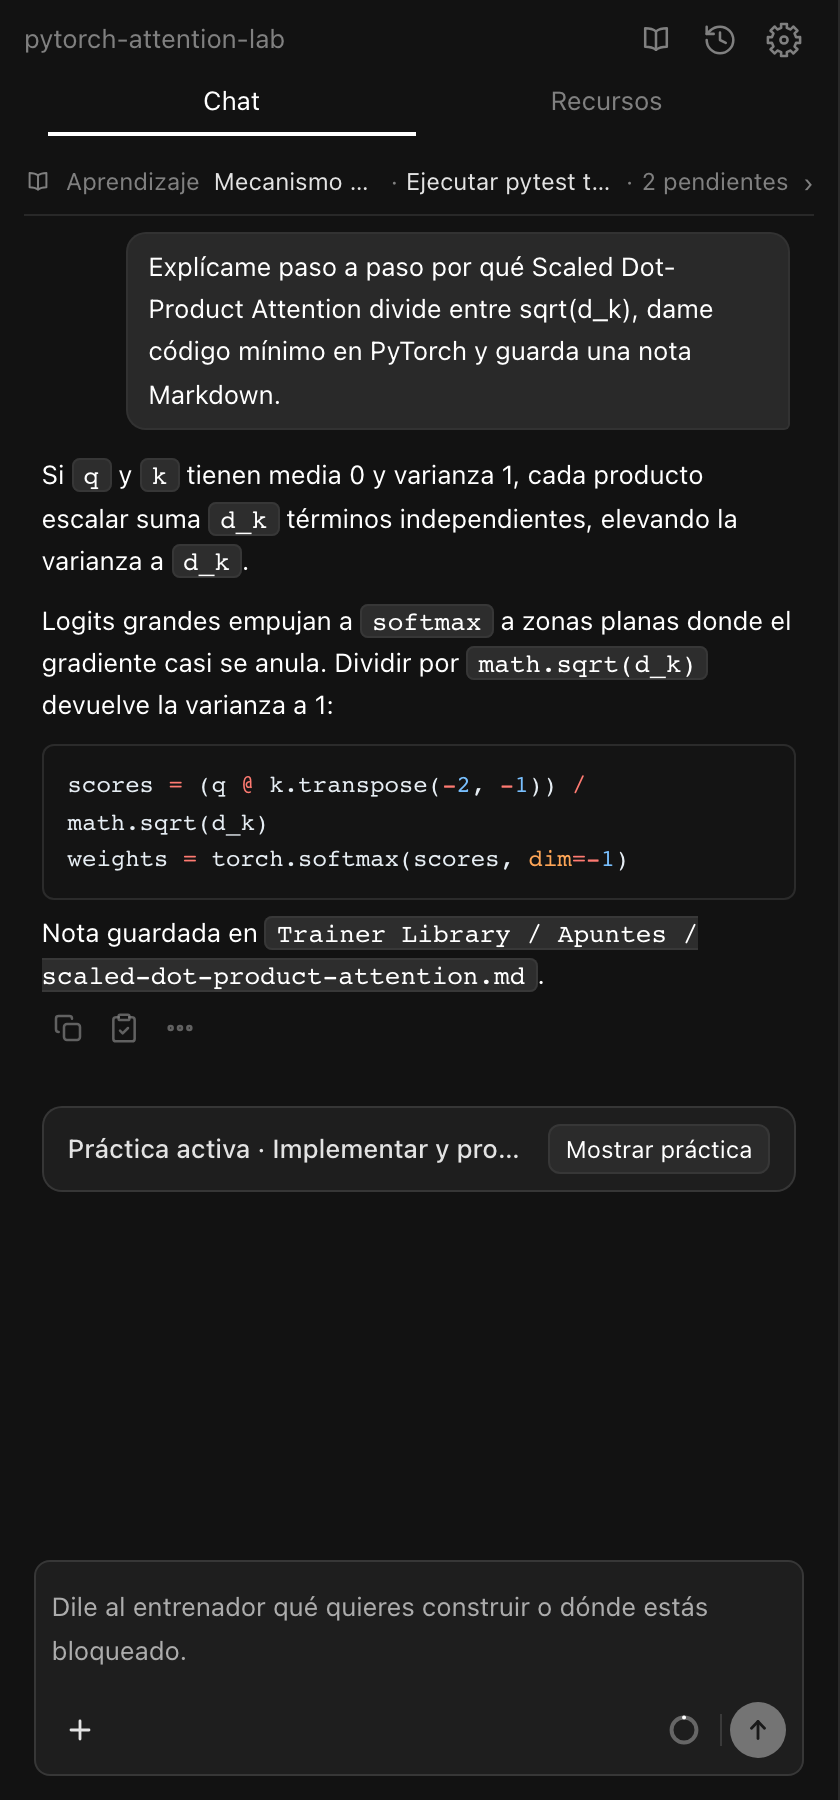 pytorch-attention-lab
Chat
Recursos
Aprendizaje Mecanismo ... · Ejecutar pytest t... · 2 pendientes ›
Explícame paso a paso por qué Scaled Dot-
Product Attention divide entre sqrt(d_k), dame
código mínimo en PyTorch y guarda una nota
Markdown.
Si q y k tienen media 0 y varianza 1, cada producto
escalar suma d_k términos independientes, elevando la
varianza a d_k.
Logits grandes empujan a softmax a zonas planas donde el
gradiente casi se anula. Dividir por math.sqrt(d_k)
devuelve la varianza a 1:
scores = (q @ k.transpose(-2, -1)) /
math.sqrt(d_k)
weights = torch.softmax(scores, dim=-1)
Nota guardada en Trainer Library / Apuntes /
scaled-dot-product-attention.md.
Práctica activa · Implementar y pro...
Mostrar práctica
Dile al entrenador qué quieres construir o dónde estás
bloqueado.